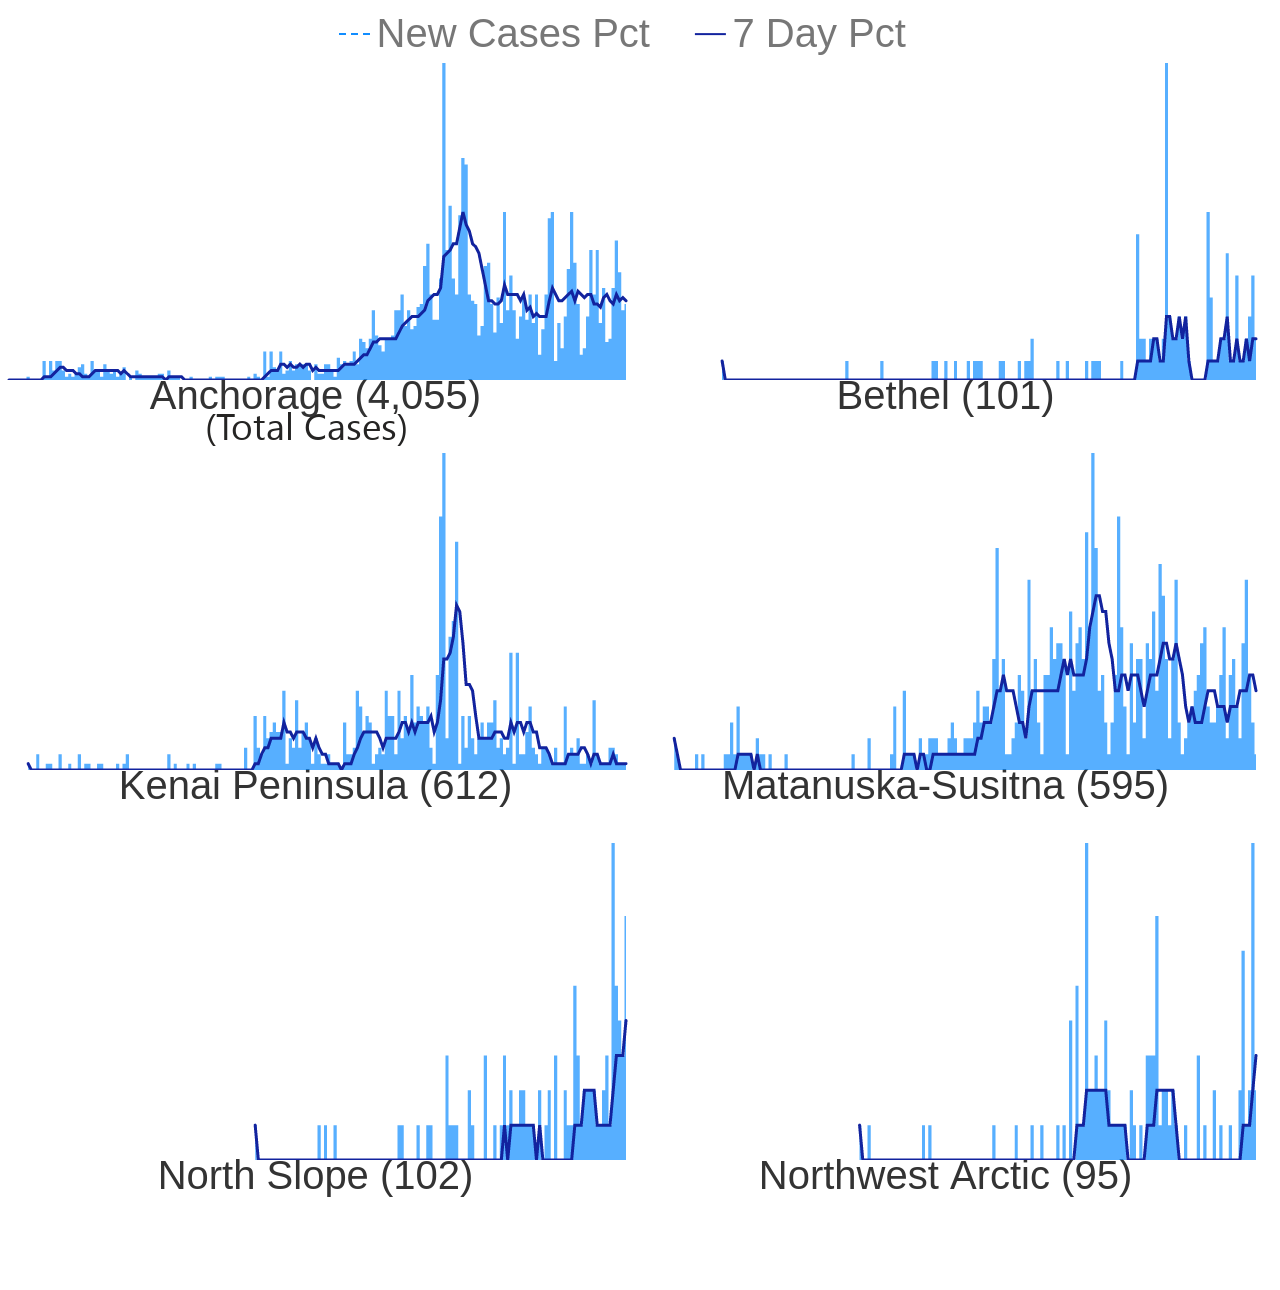 New Cases Pct 7 Day Pct
Anchorage (4,055) Bethel (101)
(Total Cases)
Kenai Peninsula (612) Matanuska-Susitna (595)
North Slope (102) Northwest Arctic (95)